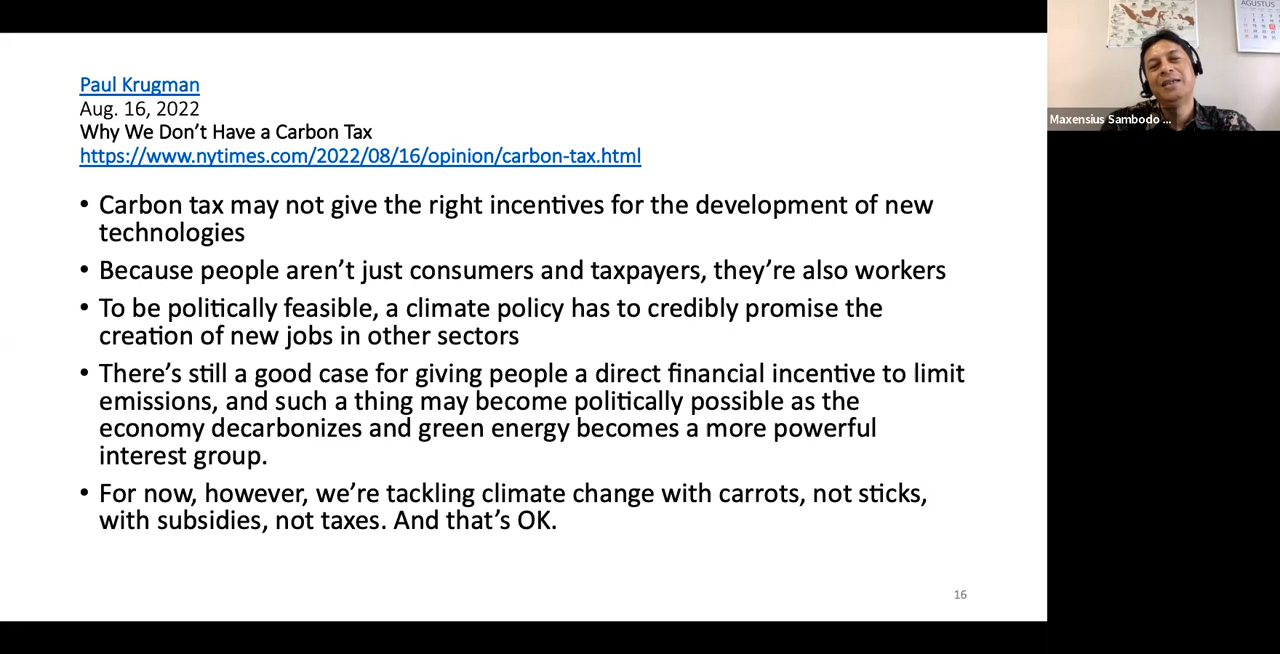 Paul Krugman
Aug. 16, 2022
Why We Don't Have a Carbon Tax
https://www.nytimes.com/2022/08/16/opinion/carbon-tax.html
• Carbon tax may not give the right incentives for the development of new
technologies
• Because people aren't just consumers and taxpayers, they're also workers
• To be politically feasible, a climate policy has to credibly promise the
creation of new jobs in other sectors
• There's still a good case for giving people a direct financial incentive to limit
emissions, and such a thing may become politically possible as the
economy decarbonizes and green energy becomes a more powerful
interest group.
• For now, however, we're tackling climate change with carrots, not sticks,
with subsidies, not taxes. And that's OK.
16
AGUSTUS
Maxensius Sambodo ...